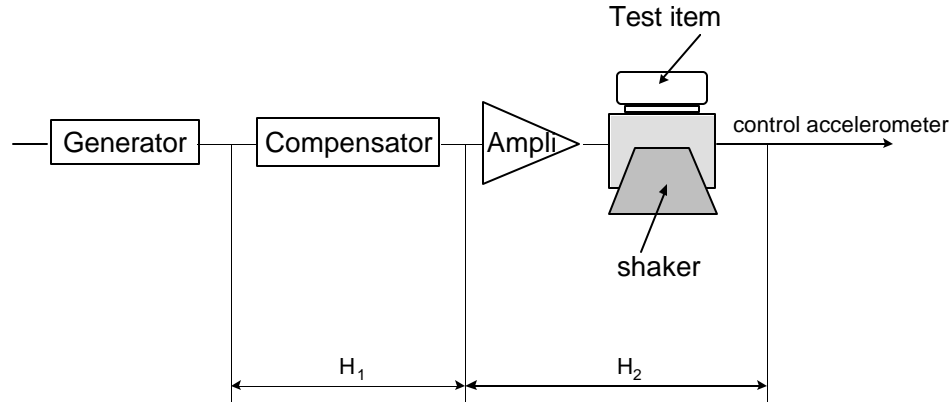 Test item
control accelerometer
Generator
Compensator
Ampli
shaker
H1
H2